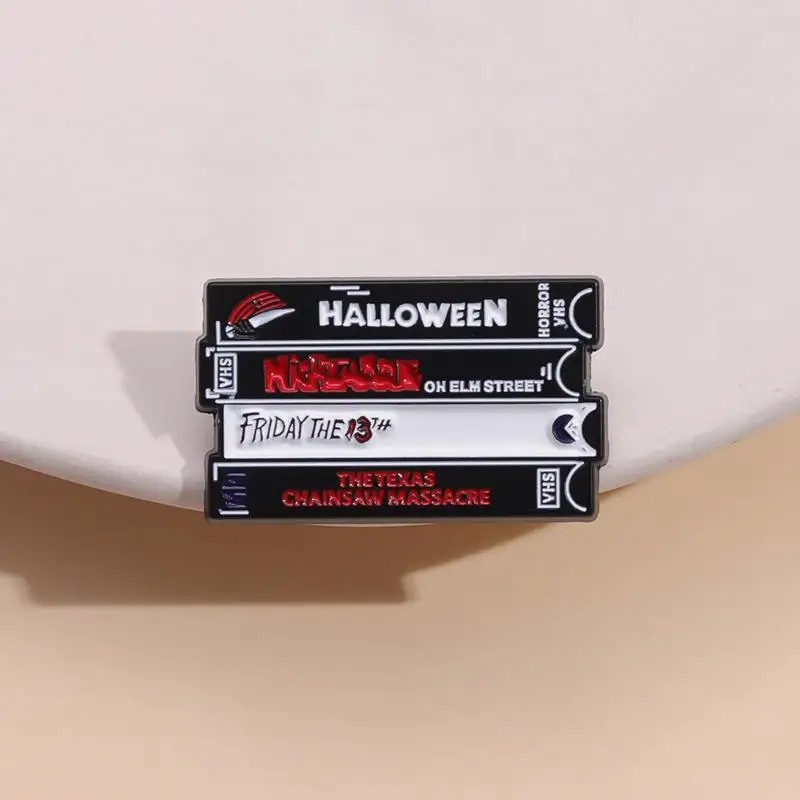 HALLOWEEN
HORROR
VHS
VHS
NIGHTMARE
ON ELM STREET
FRIDAY THE 13TH
THE TEXAS
CHAINSAW MASSACRE
VHS